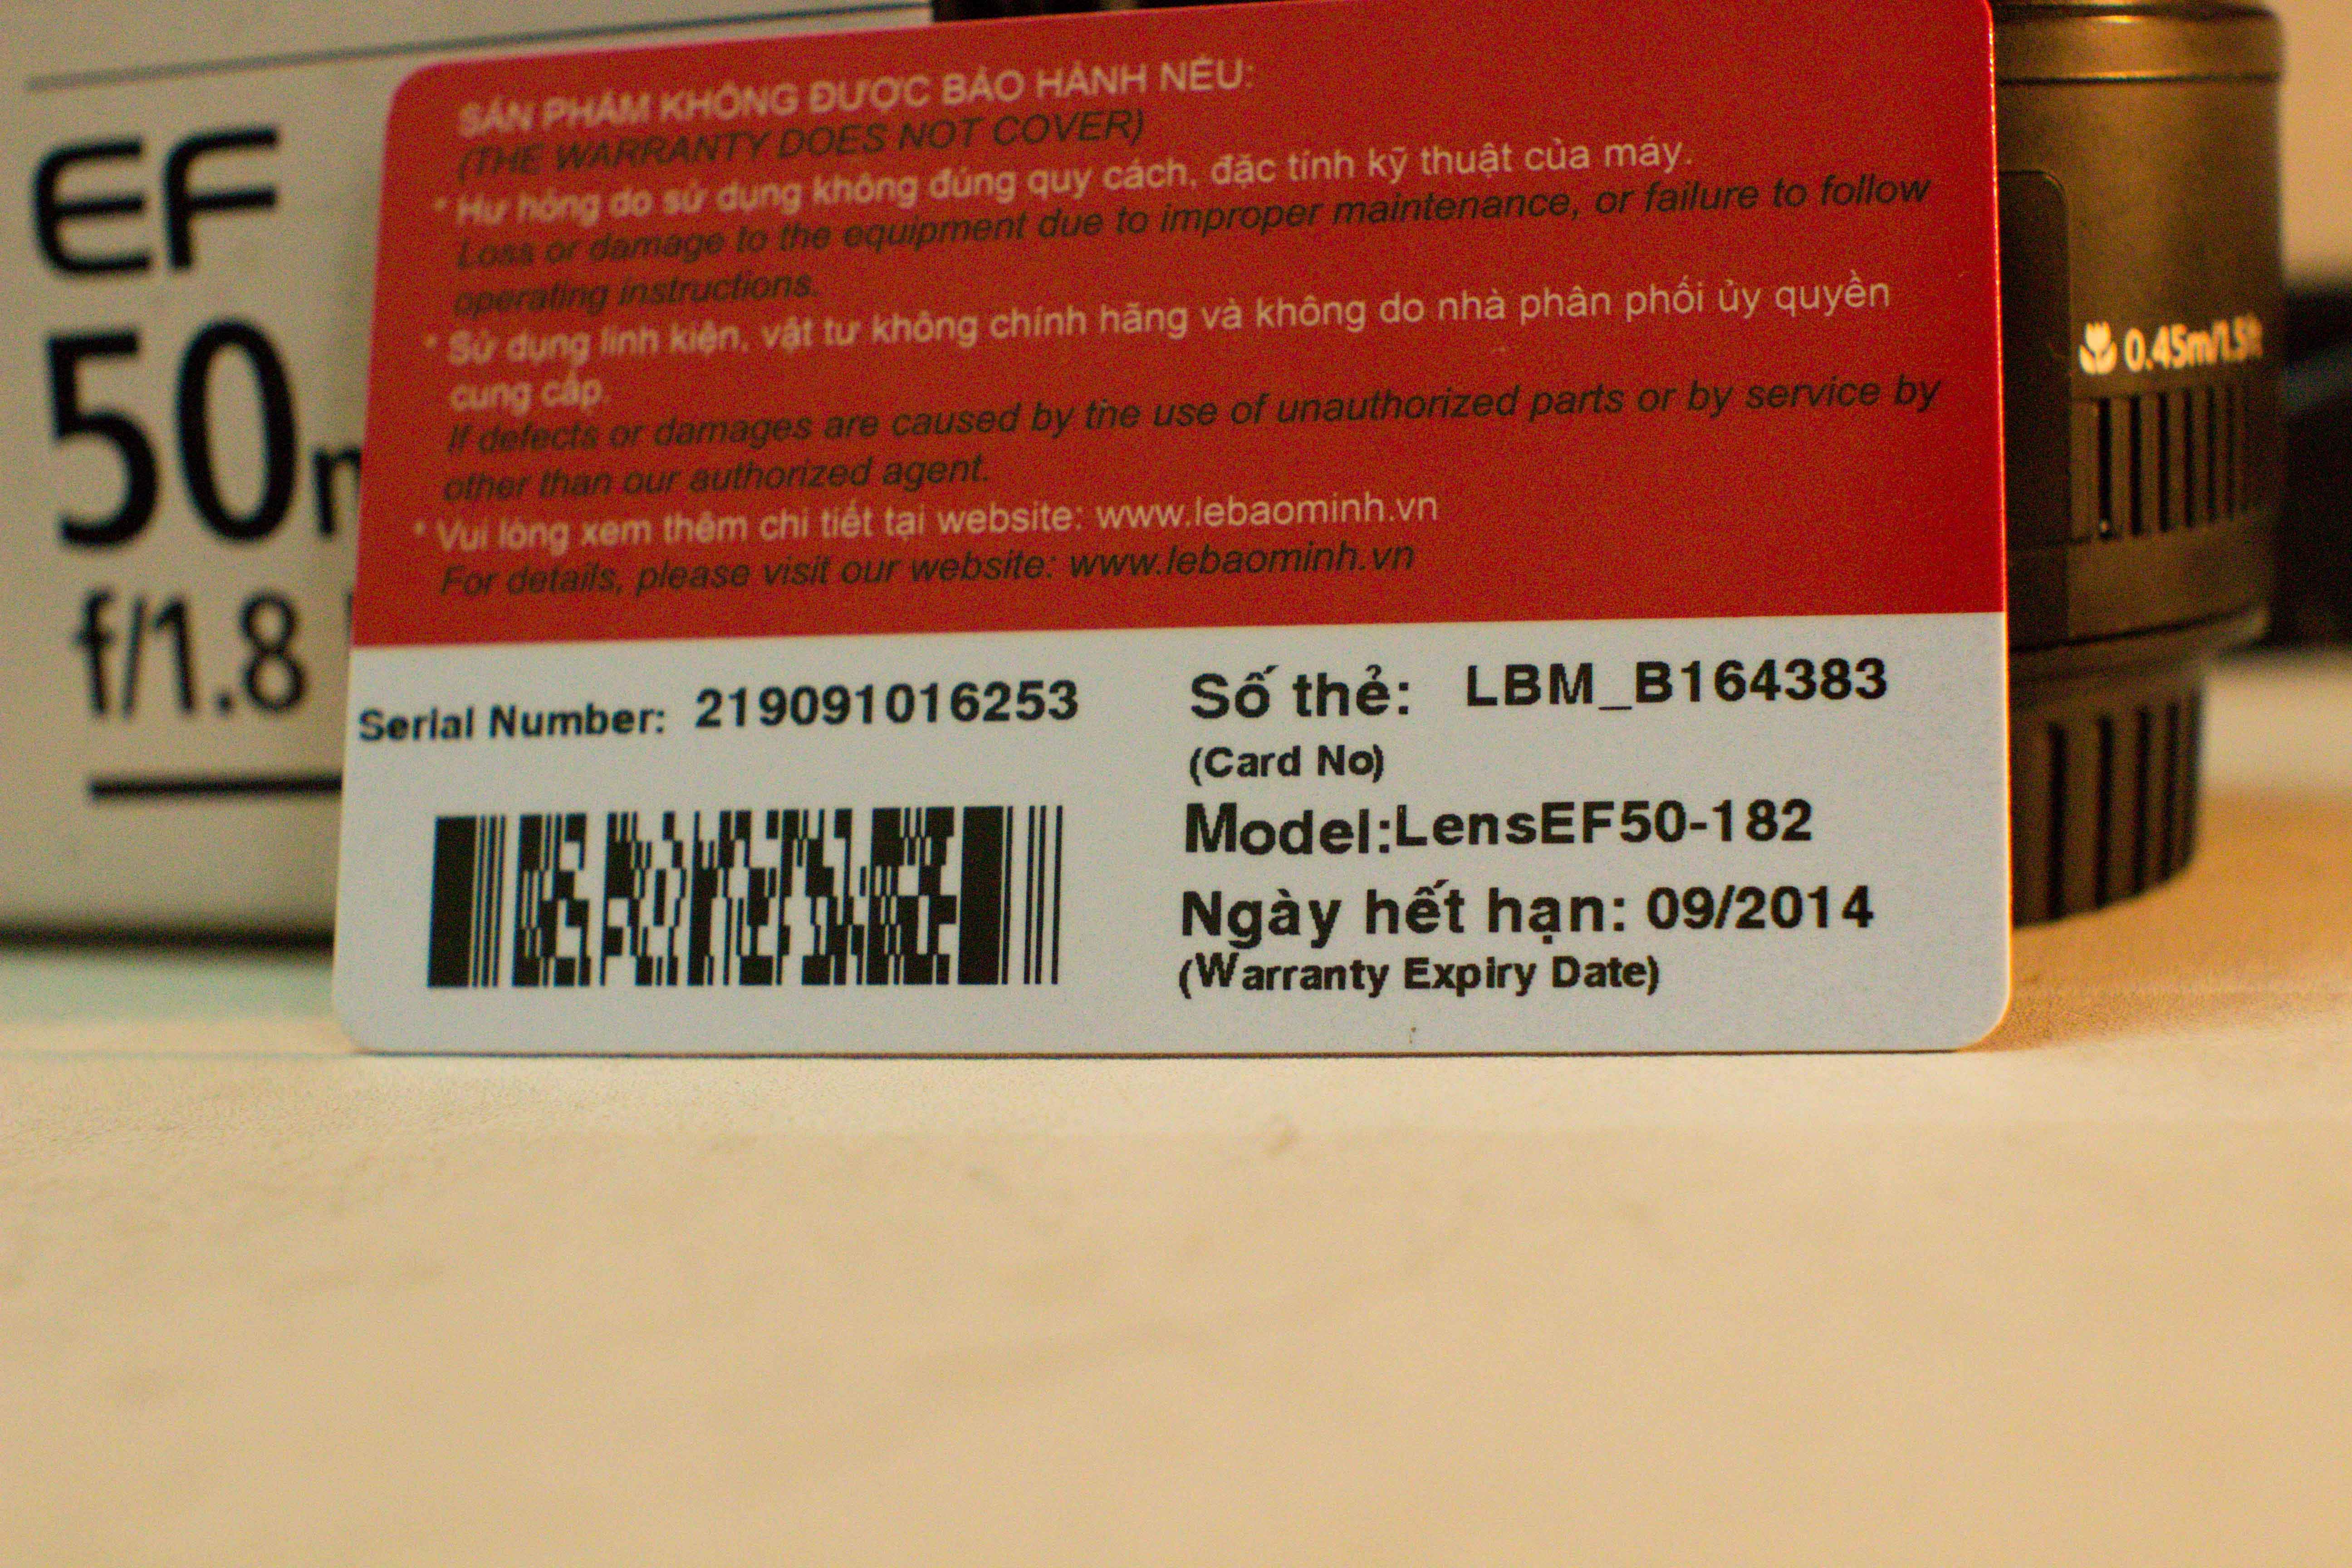 EF
50
f/1.8
SẢN PHẨM KHÔNG ĐƯỢC BẢO HÀNH NẾU:
(THE WARRANTY DOES NOT COVER)
* Hư hỏng do sử dụng không đúng quy cách, đặc tính kỹ thuật của máy.
Loss or damage to the equipment due to improper maintenance, or failure to follow
operating instructions.
* Sử dụng linh kiện, vật tư không chính hãng và không do nhà phân phối ủy quyền
cung cấp.
If defects or damages are caused by the use of unauthorized parts or by service by
other than our authorized agent.
* Vui lòng xem thêm chi tiết tại website: www.lebaominh.vn
For details, please visit our website: www.lebaominh.vn
Serial Number: 219091016253
Số thẻ: LBM_B164383
(Card No)
Model:LensEF50-182
Ngày hết hạn: 09/2014
(Warranty Expiry Date)
0.45m/1.5ft